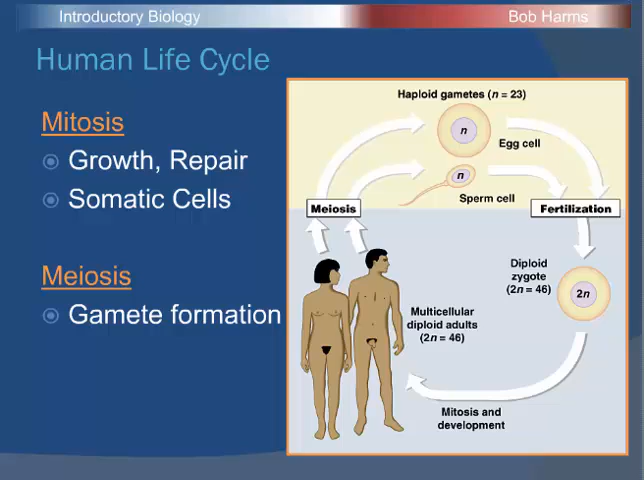 Introductory Biology
Bob Harms
Human Life Cycle
Mitosis
Growth, Repair
Somatic Cells
Meiosis
Gamete formation
Haploid gametes (n = 23)
n
Egg cell
n
Sperm cell
Meiosis
Fertilization
Diploid
zygote
(2n = 46)
2n
Multicellular
diploid adults
(2n = 46)
Mitosis and
development